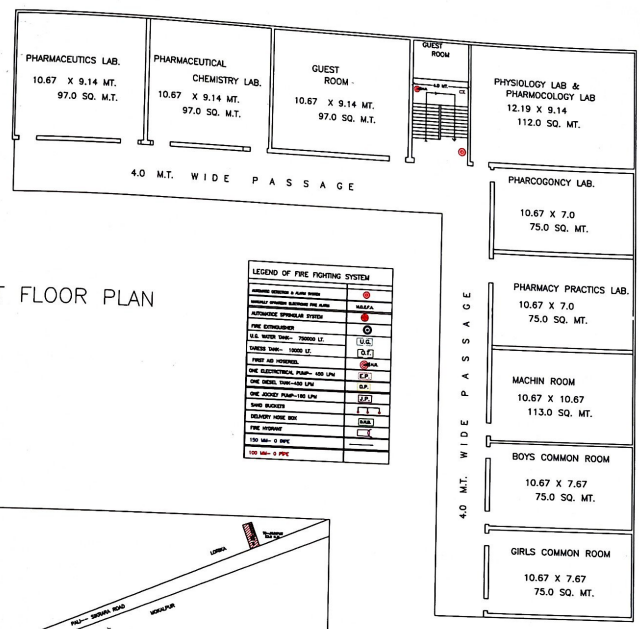 PHARMACEUTICS LAB.
10.67 X 9.14 MT.
97.0 SQ. M.T.
PHARMACEUTICAL
CHEMISTRY LAB.
10.67 X 9.14 MT.
97.0 SQ. M.T.
GUEST
ROOM
10.67 X 9.14 MT.
97.0 SQ. M.T.
GUEST
ROOM
PHYSIOLOGY LAB &
PHARMOCOLOGY LAB
12.19 X 9.14
112.0 SQ. MT.
4.0 M.T. WIDE PASSAGE
PHARCOGONCY LAB.
10.67 X 7.0
75.0 SQ. MT.
PHARMACY PRACTICS LAB.
10.67 X 7.0
75.0 SQ. MT.
MACHIN ROOM
10.67 X 10.67
113.0 SQ. MT.
BOYS COMMON ROOM
10.67 X 7.67
75.0 SQ. MT.
GIRLS COMMON ROOM
10.67 X 7.67
75.0 SQ. MT.
4.0 M.T. WIDE PASSAGE
T FLOOR PLAN
LEGEND OF FIRE FIGHTING SYSTEM
AUTOMATICE SPRINGLAR SYSTEM
FIRE EXTINGUISHER
U.G. WATER TANK- 750000 LT. U.G.
TARESS TANK- 10000 LT. O.T.
FIRST AID HOSEREEL
ONE ELECTRICTRICAL PUMP- 450 LPM E.P.
ONE DIESEL TANK-450 LPM D.P.
ONE JOCKEY PUMP-180 LPM J.P.
SAND BUCKETS
DELIVERY HOSE BOX D.H.B.
FIRE HYDRANT
150 MM- 0 PIPE
100 MM- 0 PIPE
LORIKA
PALI-- SIKRARA ROAD
MOKALPUR